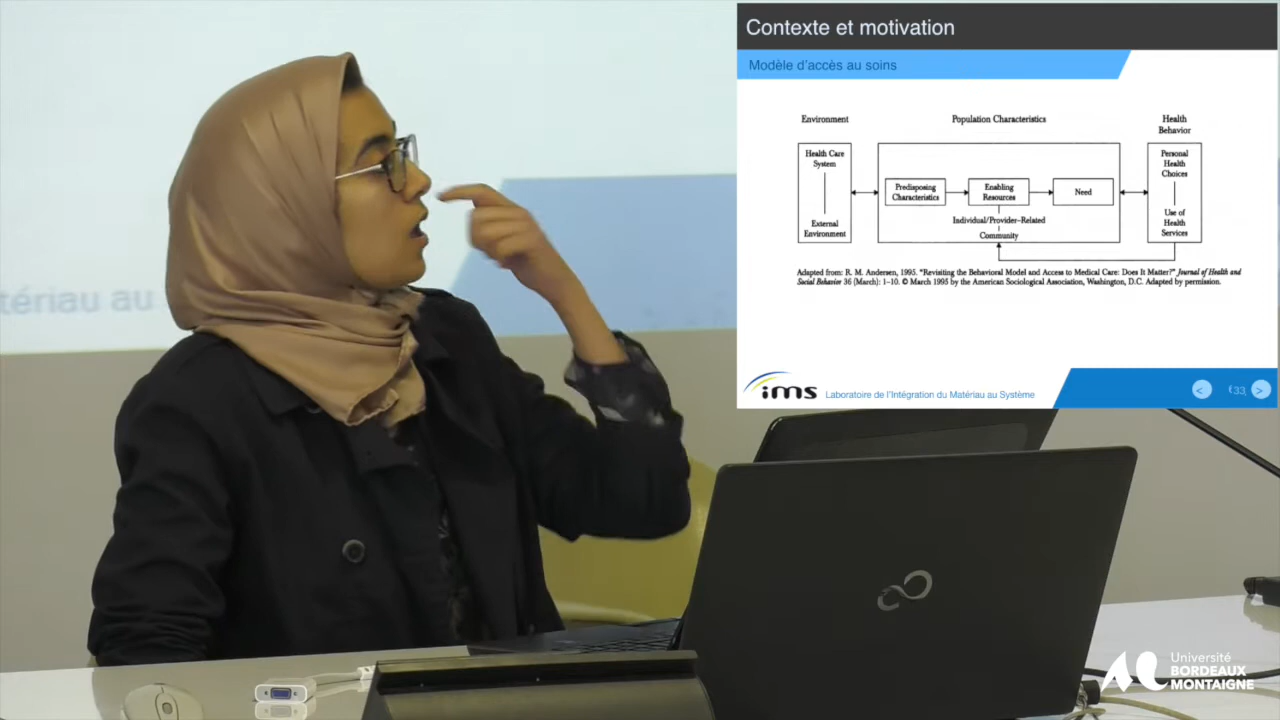 Contexte et motivation
Modèle d'accès au soins
Environment
Population Characteristics
Health
Behavior
Health Care
System
External
Environment
Predisposing
Characteristics
Enabling
Resources
Need
Individual/Provider-Related
Community
Personal
Health
Choices
Use of
Health
Services
Adapted from: R. M. Andersen, 1995. "Revisiting the Behavioral Model and Access to Medical Care: Does It Matter?" Journal of Health and
Social Behavior 36 (March): 1–10. © March 1995 by the American Sociological Association, Washington, D.C. Adapted by permission.
ims
Laboratoire de l'Intégration du Matériau au Système
<
>
tériau au
Université
BORDEAUX
MONTAIGNE